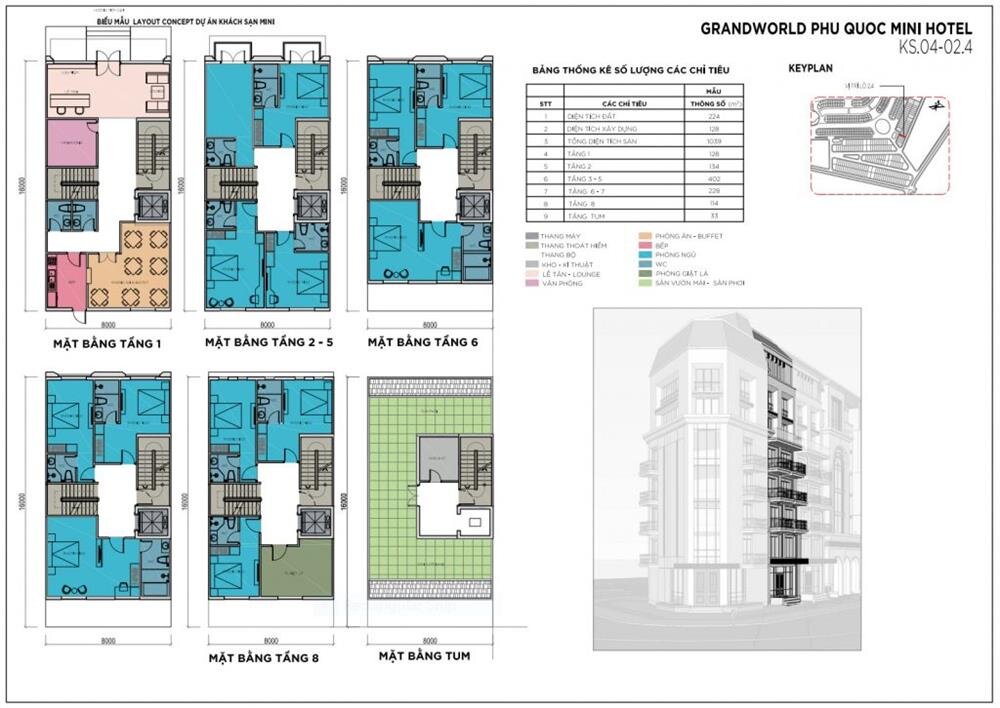 BIỂU MẪU LAYOUT CONCEPT DỰ ÁN KHÁCH SẠN MINI
GRANDWORLD PHU QUOC MINI HOTEL
KS.04-02.4
BẢNG THỐNG KÊ SỐ LƯỢNG CÁC CHỈ TIÊU
KEYPLAN
VỊ TRÍ LÔ 2.4
MẪU
STT CÁC CHỈ TIÊU THÔNG SỐ (m²)
1 DIỆN TÍCH ĐẤT 224
2 DIỆN TÍCH XÂY DỰNG 128
3 TỔNG DIỆN TÍCH SÀN 1039
4 TẦNG 1 128
5 TẦNG 2 134
6 TẦNG 3 - 5 402
7 TẦNG 6 - 7 228
8 TẦNG 8 114
9 TẦNG TUM 33
THANG MÁY
THANG THOÁT HIỂM
THANG BỘ
KHO - KĨ THUẬT
LỄ TÂN - LOUNGE
VĂN PHÒNG
PHÒNG ĂN - BUFFET
BẾP
PHÒNG NGỦ
WC
PHÒNG GIẶT LÀ
SÂN VƯỜN MÁI - SÂN PHƠI
16000
16000
16000
8000
8000
8000
MẶT BẰNG TẦNG 1
MẶT BẰNG TẦNG 2 - 5
MẶT BẰNG TẦNG 6
16000
16000
16000
8000
8000
8000
MẶT BẰNG TẦNG 8
MẶT BẰNG TUM